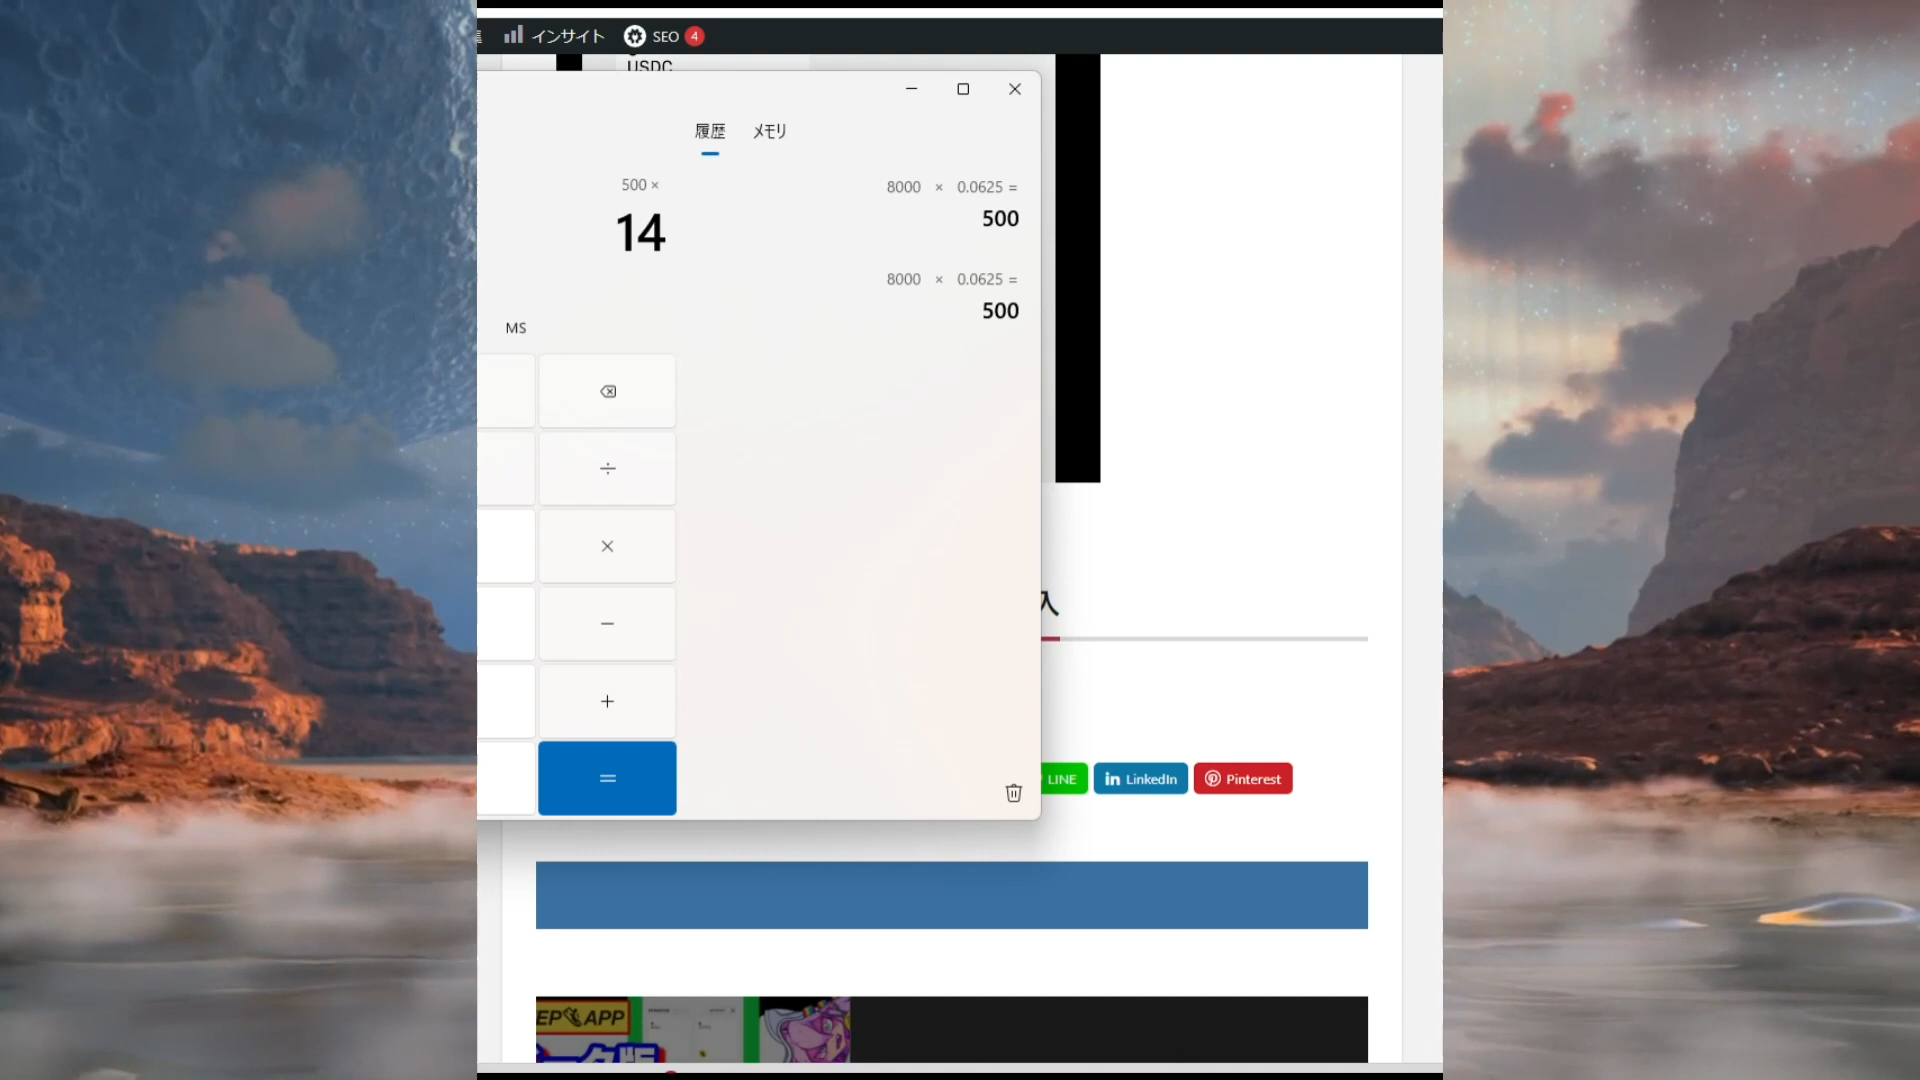 インサイト SEO 4
USDC
履歴 メモリ
500 ×
14
8000 × 0.0625 =
500
8000 × 0.0625 =
500
MS
÷
×
−
+
=
入
LINE LinkedIn Pinterest
EP APP